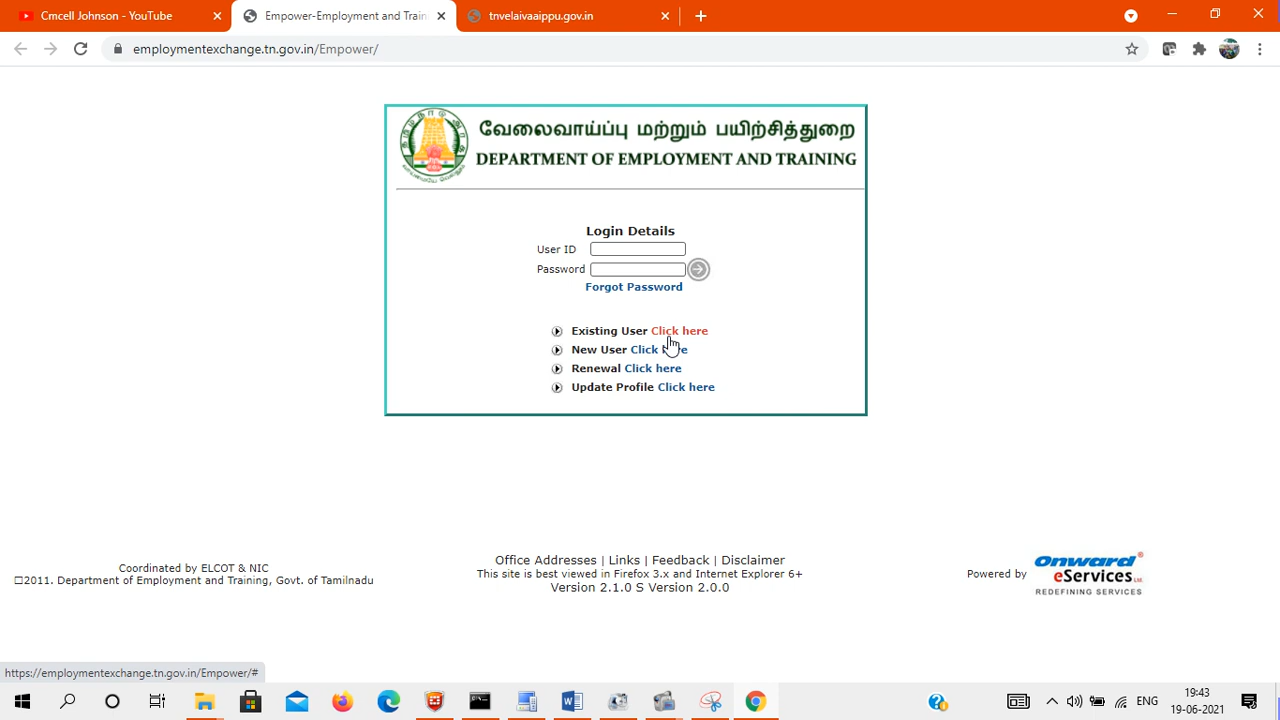 Cmcell Johnson - YouTube
Empower-Employment and Train
tnvelaivaaippu.gov.in
employmentexchange.tn.gov.in/Empower/
வேலைவாய்ப்பு மற்றும் பயிற்சித்துறை
DEPARTMENT OF EMPLOYMENT AND TRAINING
Login Details
User ID
Password
Forgot Password
Existing User Click here
New User Click here
Renewal Click here
Update Profile Click here
Coordinated by ELCOT & NIC
2011. Department of Employment and Training, Govt. of Tamilnadu
Office Addresses | Links | Feedback | Disclaimer
This site is best viewed in Firefox 3.x and Internet Explorer 6+
Version 2.1.0 S Version 2.0.0
Powered by
Onward
eServices LTD.
REDEFINING SERVICES
https://employmentexchange.tn.gov.in/Empower/#
ENG
19:43
19-06-2021